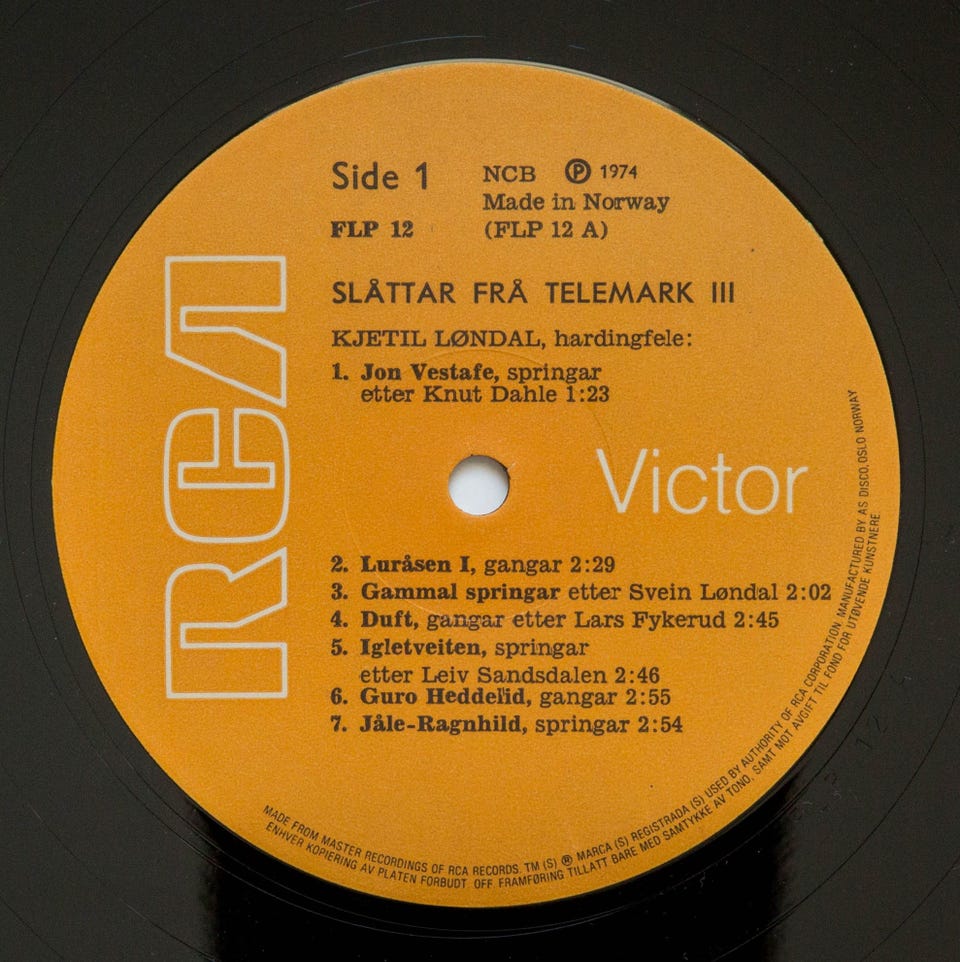 Side 1
NCB Ⓟ 1974
Made in Norway
FLP 12
(FLP 12 A)
SLÅTTAR FRÅ TELEMARK III
KJETIL LØNDAL, hardingfele:
1. Jon Vestafe, springar
etter Knut Dahle 1:23
RCA
Victor
2. Luråsen I, gangar 2:29
3. Gammal springar etter Svein Løndal 2:02
4. Duft, gangar etter Lars Fykerud 2:45
5. Igletveiten, springar
etter Leiv Sandsdalen 2:46
6. Guro Heddelid, gangar 2:55
7. Jåle-Ragnhild, springar 2:54
MADE FROM MASTER RECORDINGS OF RCA RECORDS. TM (S) ® MARCA (S) REGISTRADA (S) USED BY AUTHORITY OF RCA CORPORATION, MANUFACTURED BY AS DISCO, OSLO NORWAY
ENHVER KOPIERING AV PLATEN FORBUDT. OFF. FRAMFØRING TILLATT BARE MED SAMTYKKE AV TONO, SAMT MOT AVGIFT TIL FOND FOR UTØVENDE KUNSTNERE